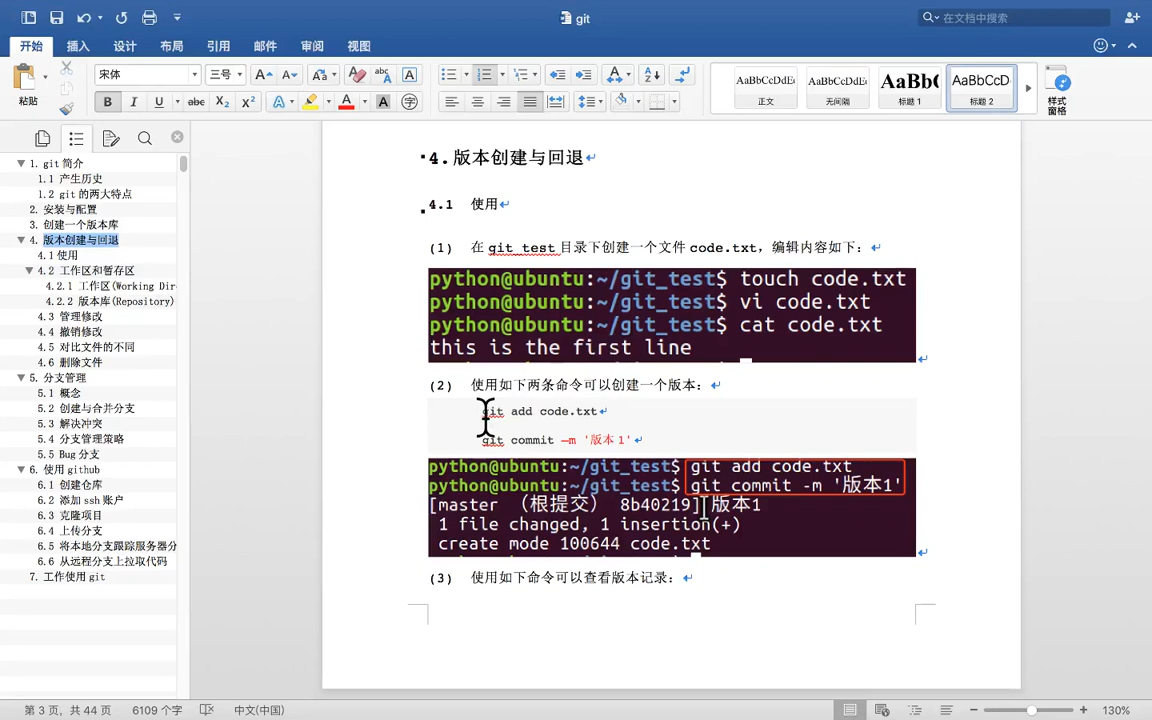 git
在文档中搜索
开始 插入 设计 布局 引用 邮件 审阅 视图
粘贴
宋体 三号
B I U abc X₂ X²
AaBbCcDdEe 正文
AaBbCcDdEe 无间隔
AaBb( 标题 1
AaBbCcD 标题 2
样式
窗格
1. git 简介
1.1 产生历史
1.2 git 的两大特点
2. 安装与配置
3. 创建一个版本库
4. 版本创建与回退
4.1 使用
4.2 工作区和暂存区
4.2.1 工作区(Working Dir
4.2.2 版本库(Repository)
4.3 管理修改
4.4 撤销修改
4.5 对比文件的不同
4.6 删除文件
5. 分支管理
5.1 概念
5.2 创建与合并分支
5.3 解决冲突
5.4 分支管理策略
5.5 Bug 分支
6. 使用 github
6.1 创建仓库
6.2 添加 ssh 账户
6.3 克隆项目
6.4 上传分支
6.5 将本地分支跟踪服务器分
6.6 从远程分支上拉取代码
7. 工作使用 git
4. 版本创建与回退
4.1 使用
(1) 在 git_test 目录下创建一个文件 code.txt，编辑内容如下：
python@ubuntu:~/git_test$ touch code.txt
python@ubuntu:~/git_test$ vi code.txt
python@ubuntu:~/git_test$ cat code.txt
this is the first line
(2) 使用如下两条命令可以创建一个版本：
git add code.txt
git commit –m '版本 1'
python@ubuntu:~/git_test$ git add code.txt
python@ubuntu:~/git_test$ git commit -m '版本1'
[master （根提交） 8b40219] 版本1
1 file changed, 1 insertion(+)
create mode 100644 code.txt
(3) 使用如下命令可以查看版本记录：
第 3 页，共 44 页 6109 个字 中文(中国) 130%